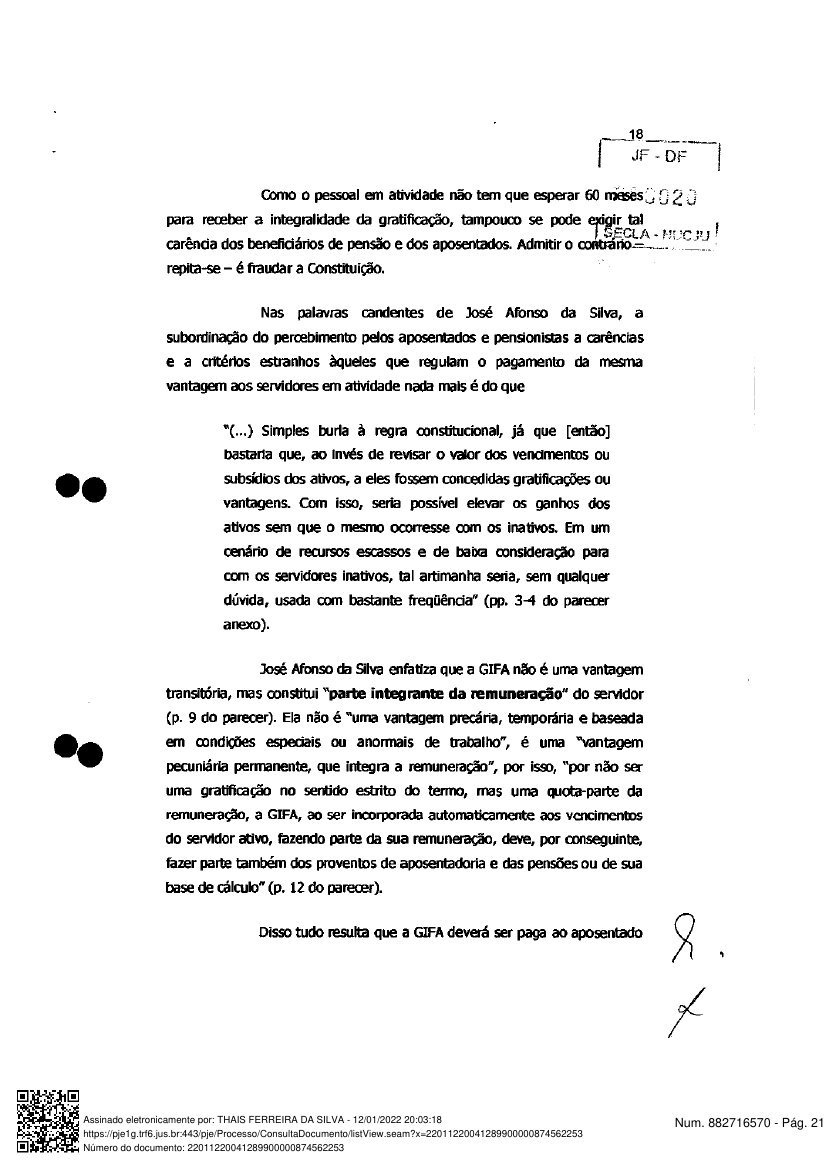 18
JF - DF
Como o pessoal em atividade não tem que esperar 60 meses
020
para receber a integralidade da gratificação, tampouco se pode exigir tal
SECLA - NUCJU
carência dos beneficiários de pensão e dos aposentados. Admitir o contrário –
repita-se – é fraudar a Constituição.
Nas palavras candentes de José Afonso da Silva, a
subordinação do percebimento pelos aposentados e pensionistas a carências
e a critérios estranhos àqueles que regulam o pagamento da mesma
vantagem aos servidores em atividade nada mais é do que
"(...) Simples burla à regra constitucional, já que [então]
bastaria que, ao invés de revisar o valor dos vencimentos ou
subsídios dos ativos, a eles fossem concedidas gratificações ou
vantagens. Com isso, seria possível elevar os ganhos dos
ativos sem que o mesmo ocorresse com os inativos. Em um
cenário de recursos escassos e de baixa consideração para
com os servidores inativos, tal artimanha seria, sem qualquer
dúvida, usada com bastante freqüência" (pp. 3-4 do parecer
anexo).
José Afonso da Silva enfatiza que a GIFA não é uma vantagem
transitória, mas constitui "parte integrante da remuneração" do servidor
(p. 9 do parecer). Ela não é "uma vantagem precária, temporária e baseada
em condições especiais ou anormais de trabalho", é uma "vantagem
pecuniária permanente, que integra a remuneração", por isso, "por não ser
uma gratificação no sentido estrito do termo, mas uma quota-parte da
remuneração, a GIFA, ao ser incorporada automaticamente aos vencimentos
do servidor ativo, fazendo parte da sua remuneração, deve, por conseguinte,
fazer parte também dos proventos de aposentadoria e das pensões ou de sua
base de cálculo" (p. 12 do parecer).
Disso tudo resulta que a GIFA deverá ser paga ao aposentado
Assinado eletronicamente por: THAIS FERREIRA DA SILVA - 12/01/2022 20:03:18
https://pje1g.trf6.jus.br:443/pje/Processo/ConsultaDocumento/listView.seam?x=22011220041289900000874562253
Número do documento: 22011220041289900000874562253
Num. 882716570 - Pág. 21